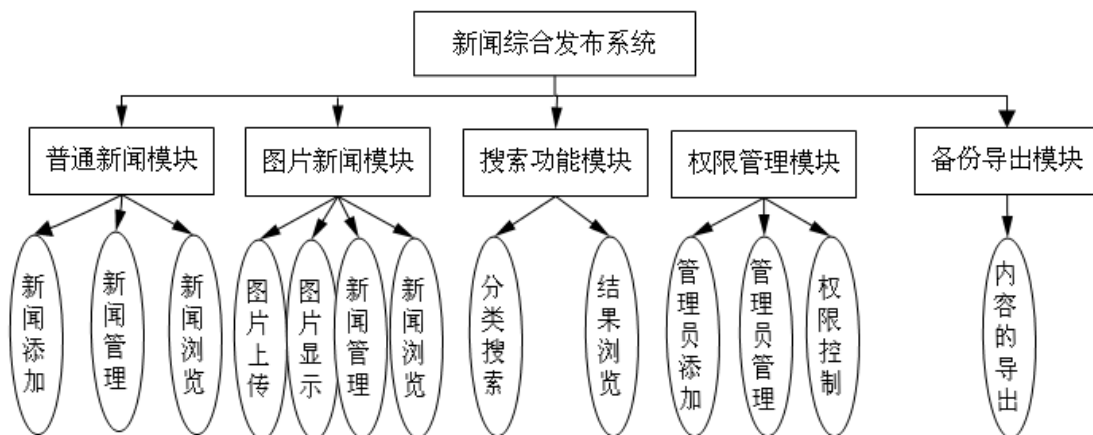 新闻综合发布系统
普通新闻模块
图片新闻模块
搜索功能模块
权限管理模块
备份导出模块
新闻添加
新闻管理
新闻浏览
图片上传
图片显示
新闻管理
新闻浏览
分类搜索
结果浏览
管理员添加
管理员管理
权限控制
内容的导出